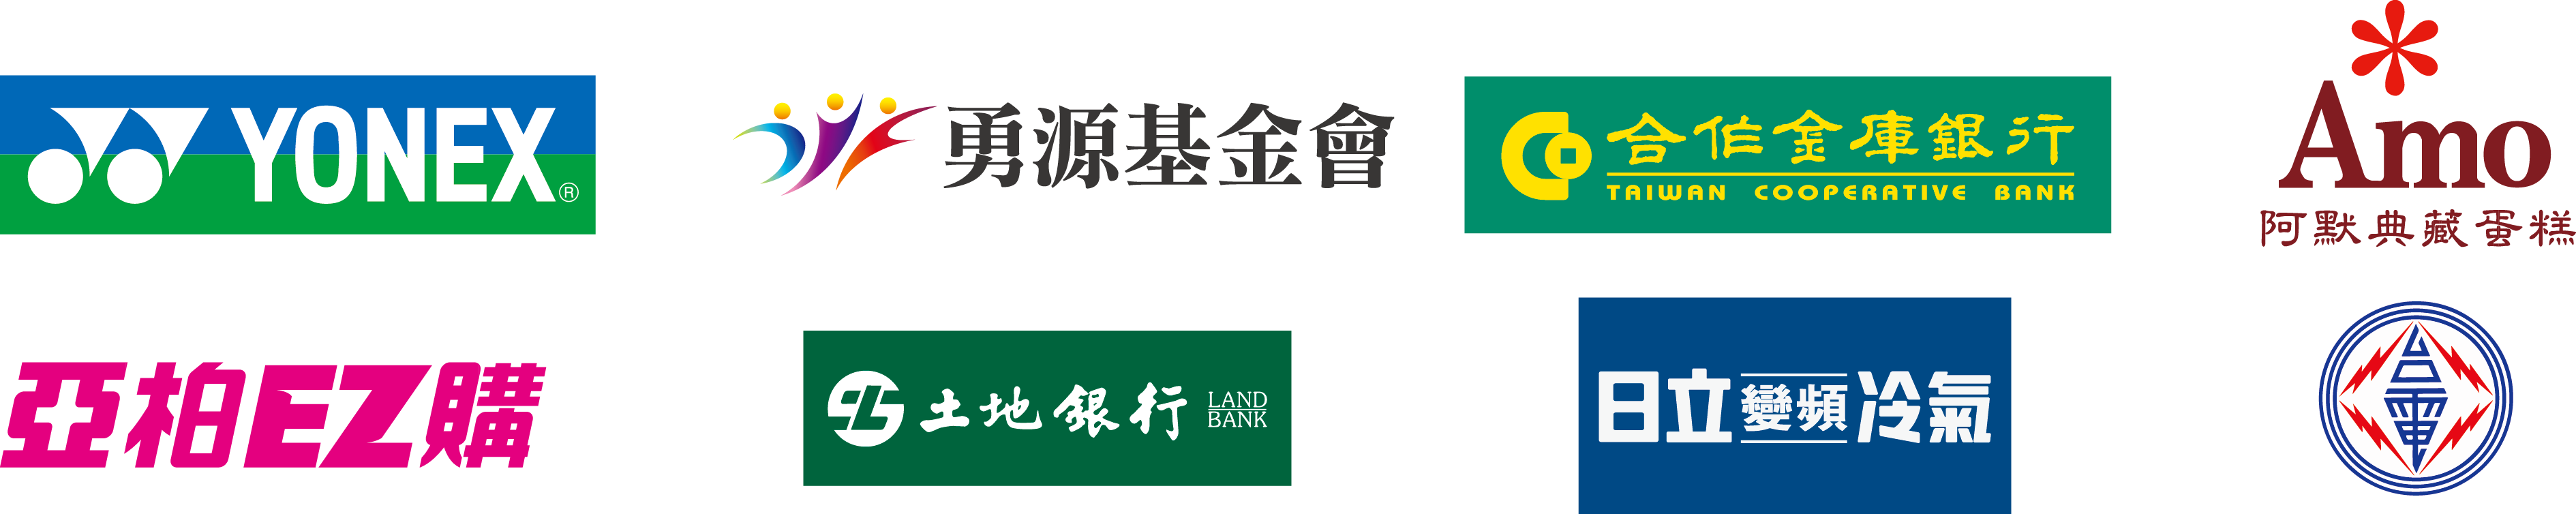 YONEX®
勇源基金會
合作金庫銀行
TAIWAN COOPERATIVE BANK
Amo
阿默典藏蛋糕
亞柏EZ購
土地銀行
LAND
BANK
日立變頻冷氣
台電